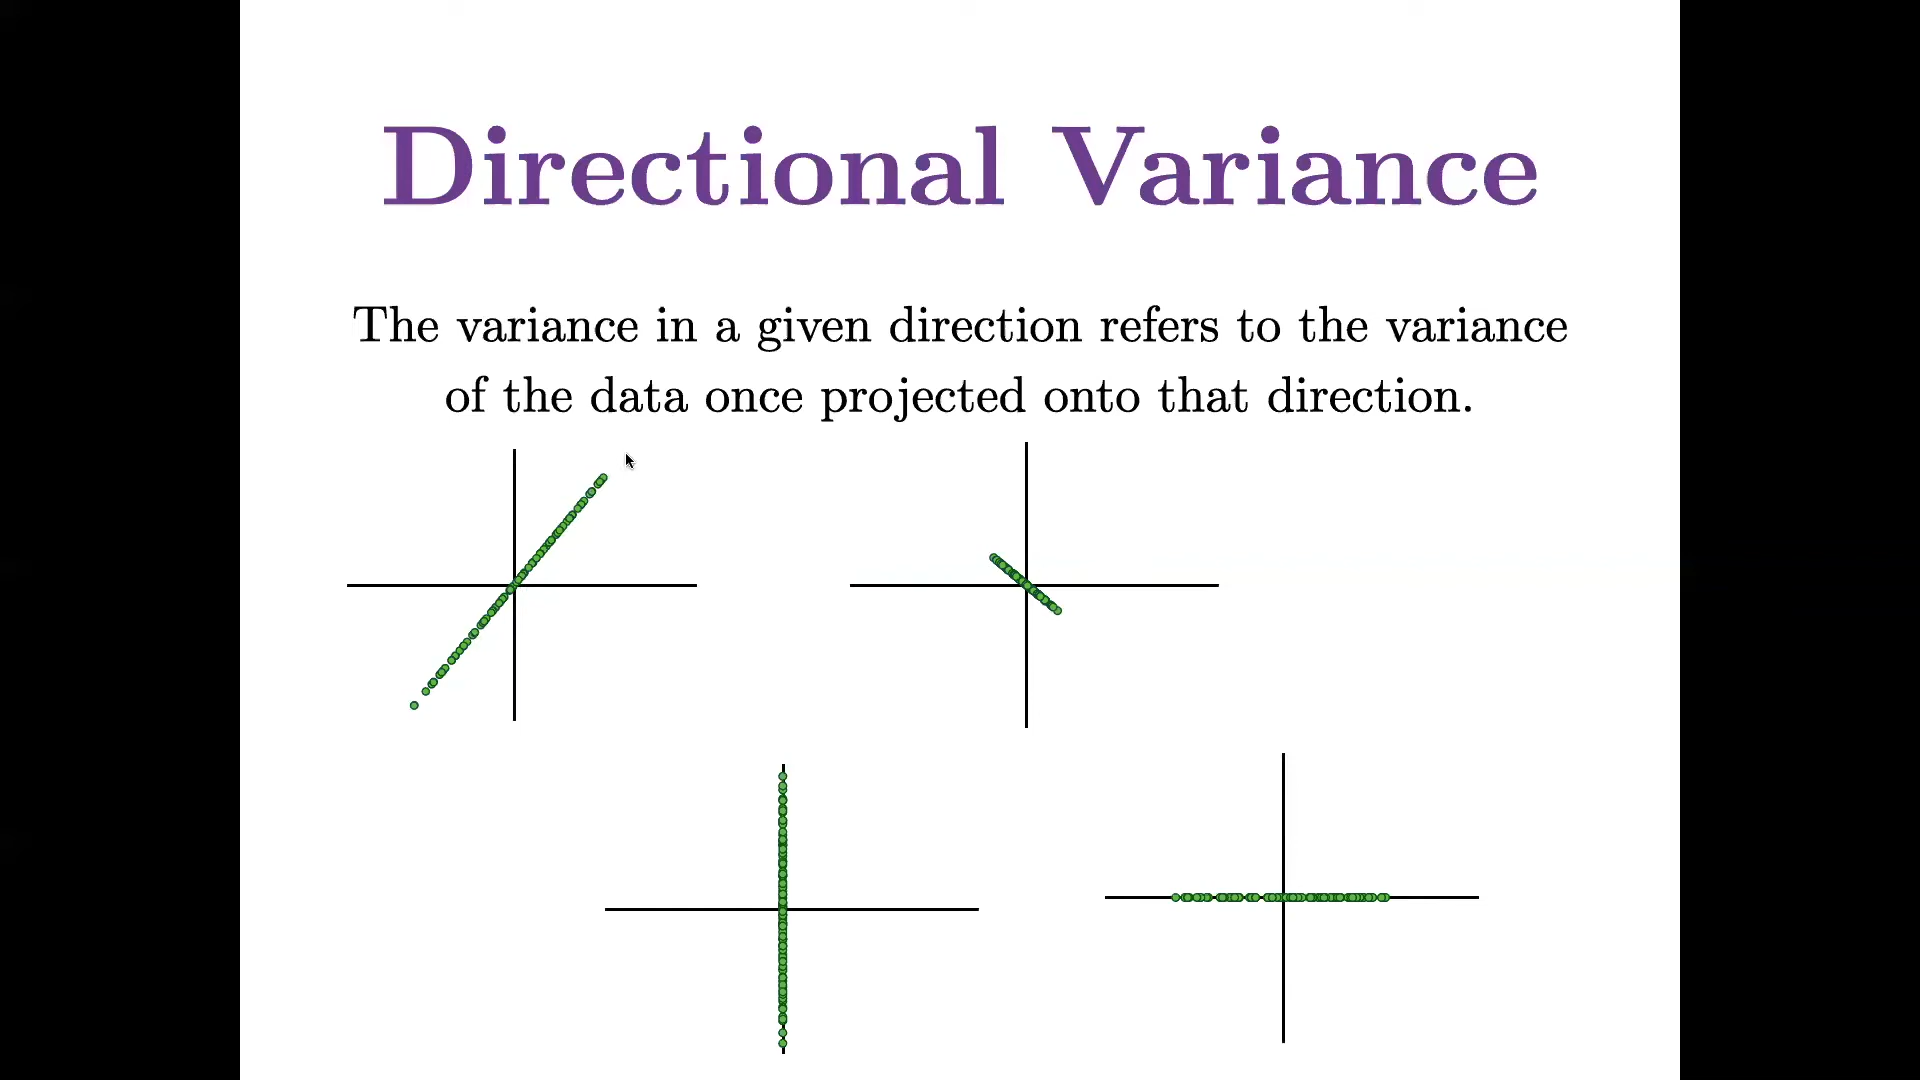 Directional Variance
The variance in a given direction refers to the variance
of the data once projected onto that direction.